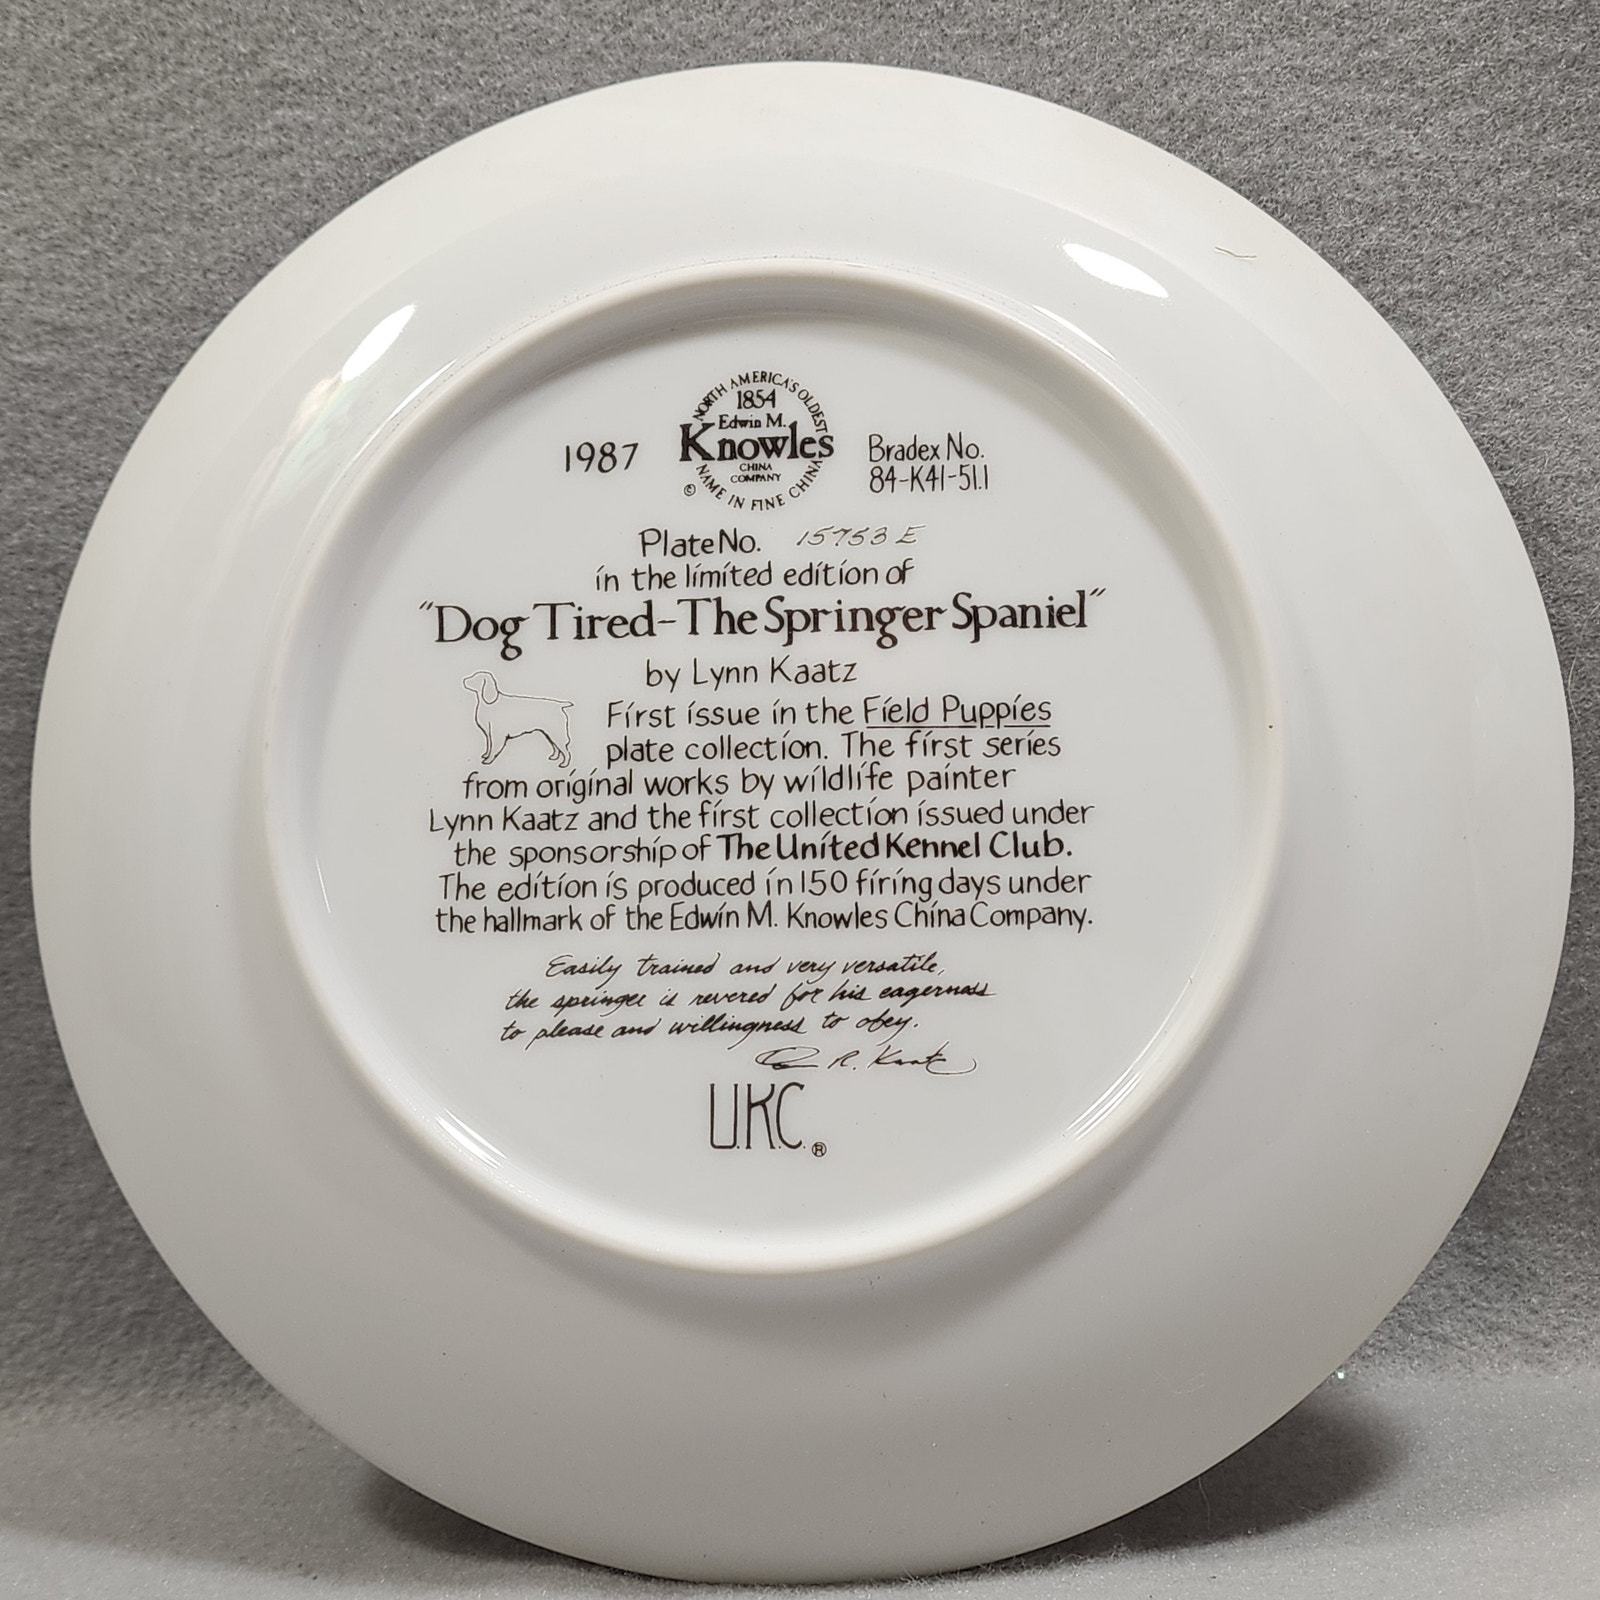 NORTH AMERICA'S OLDEST
1854
Edwin M.
Knowles
CHINA
COMPANY
©
NAME IN FINE CHINA
1987
Bradex No.
84-K41-51.1
Plate No. 15753 E
in the limited edition of
"Dog Tired-The Springer Spaniel"
by Lynn Kaatz
First issue in the Field Puppies
plate collection. The first series
from original works by wildlife painter
Lynn Kaatz and the first collection issued under
the sponsorship of The United Kennel Club.
The edition is produced in 150 firing days under
the hallmark of the Edwin M. Knowles China Company.
Easily trained and very versatile,
the springer is revered for his eagerness
to please and willingness to obey.
R. Kaatz
U.K.C.®